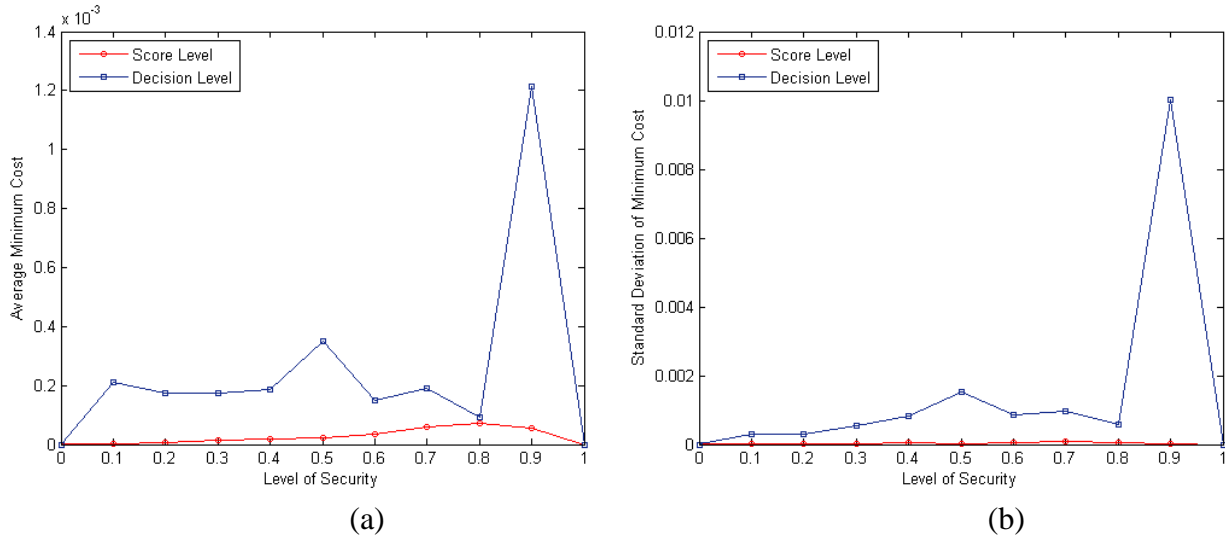 x 10^-3
1.4
1.2
1
0.8
0.6
0.4
0.2
0
Average Minimum Cost
Score Level
Decision Level
0 0.1 0.2 0.3 0.4 0.5 0.6 0.7 0.8 0.9 1
Level of Security
(a)
0.012
0.01
0.008
0.006
0.004
0.002
0
Standard Deviation of Minimum Cost
Score Level
Decision Level
0 0.1 0.2 0.3 0.4 0.5 0.6 0.7 0.8 0.9 1
Level of Security
(b)